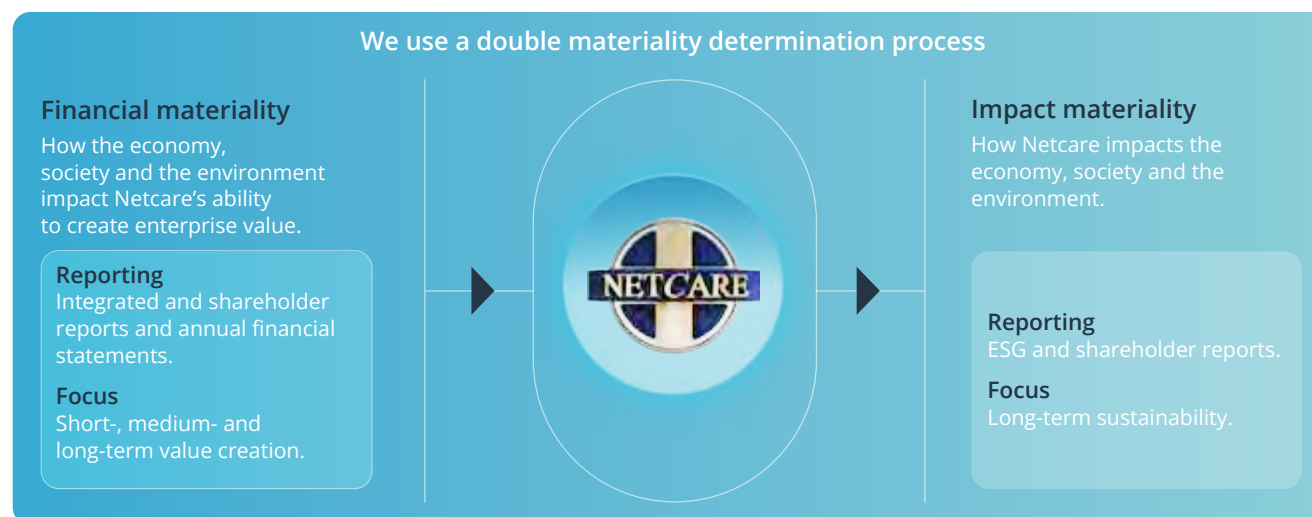 We use a double materiality determination process
Financial materiality
How the economy,
society and the environment
impact Netcare’s ability
to create enterprise value.
Reporting
Integrated and shareholder
reports and annual financial
statements.
Focus
Short-, medium- and
long-term value creation.
NETCARE
Impact materiality
How Netcare impacts the
economy, society and the
environment.
Reporting
ESG and shareholder reports.
Focus
Long-term sustainability.